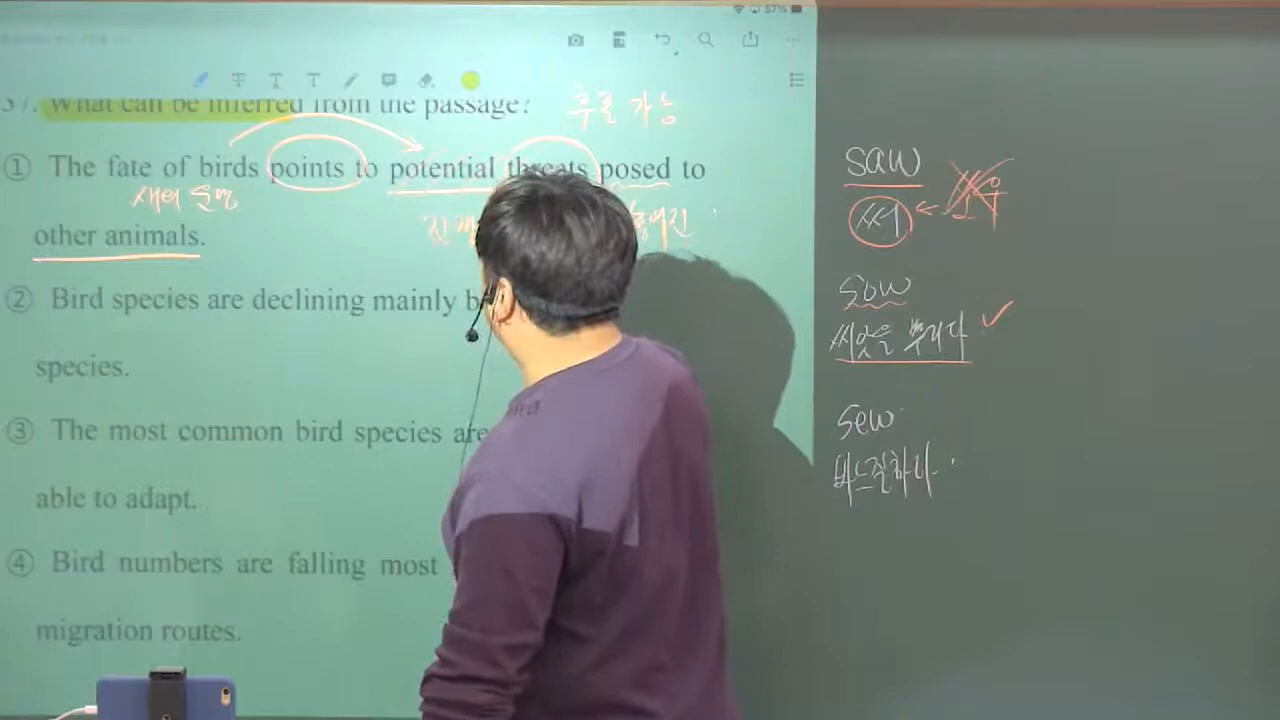 57%
37. What can be inferred from the passage?
추론 가능
① The fate of birds points to potential threats posed to
새의 운명
other animals.
② Bird species are declining mainly
species.
③ The most common bird species are
able to adapt.
④ Bird numbers are falling most
migration routes.
saw
써
sow
씨앗을 뿌리다
sew
바느질하다